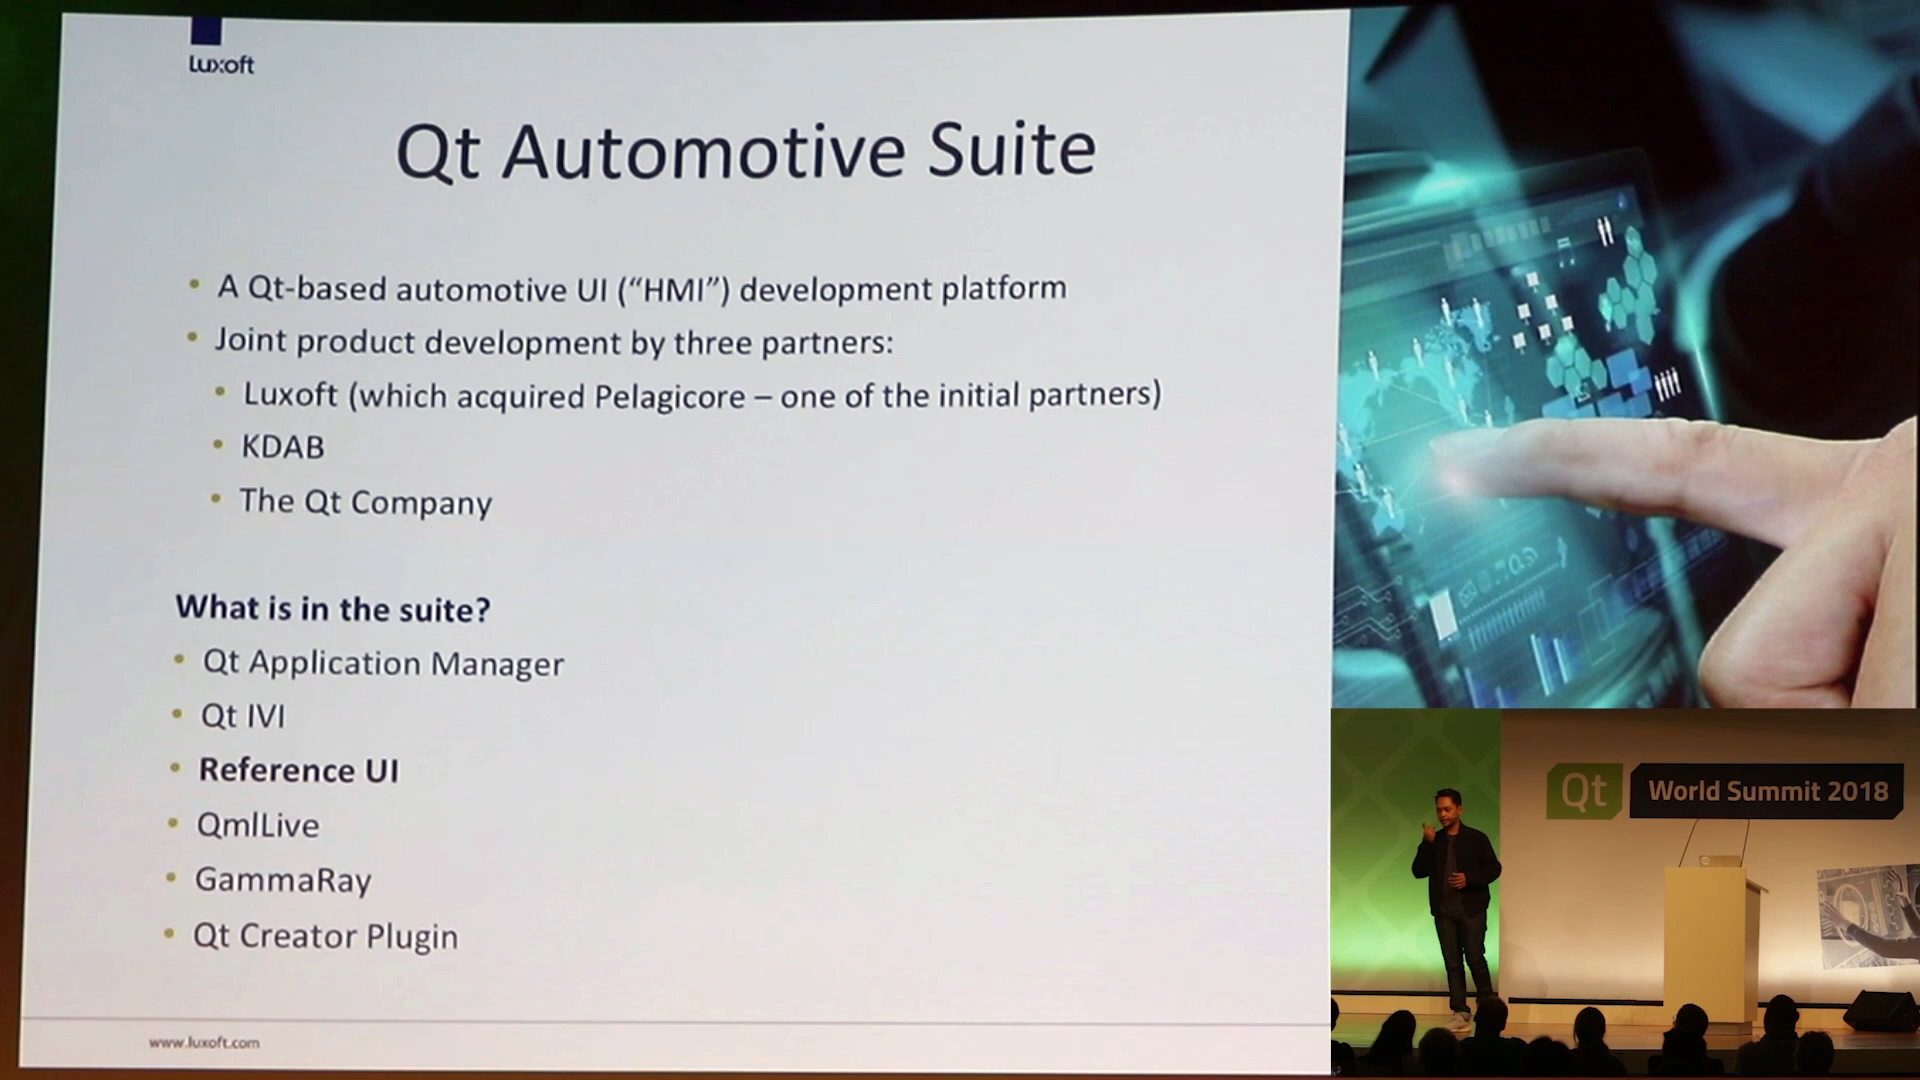 Luxoft
Qt Automotive Suite
• A Qt-based automotive UI (“HMI”) development platform
• Joint product development by three partners:
• Luxoft (which acquired Pelagicore – one of the initial partners)
• KDAB
• The Qt Company
What is in the suite?
• Qt Application Manager
• Qt IVI
• Reference UI
• QmlLive
• GammaRay
• Qt Creator Plugin
www.luxoft.com
Qt World Summit 2018